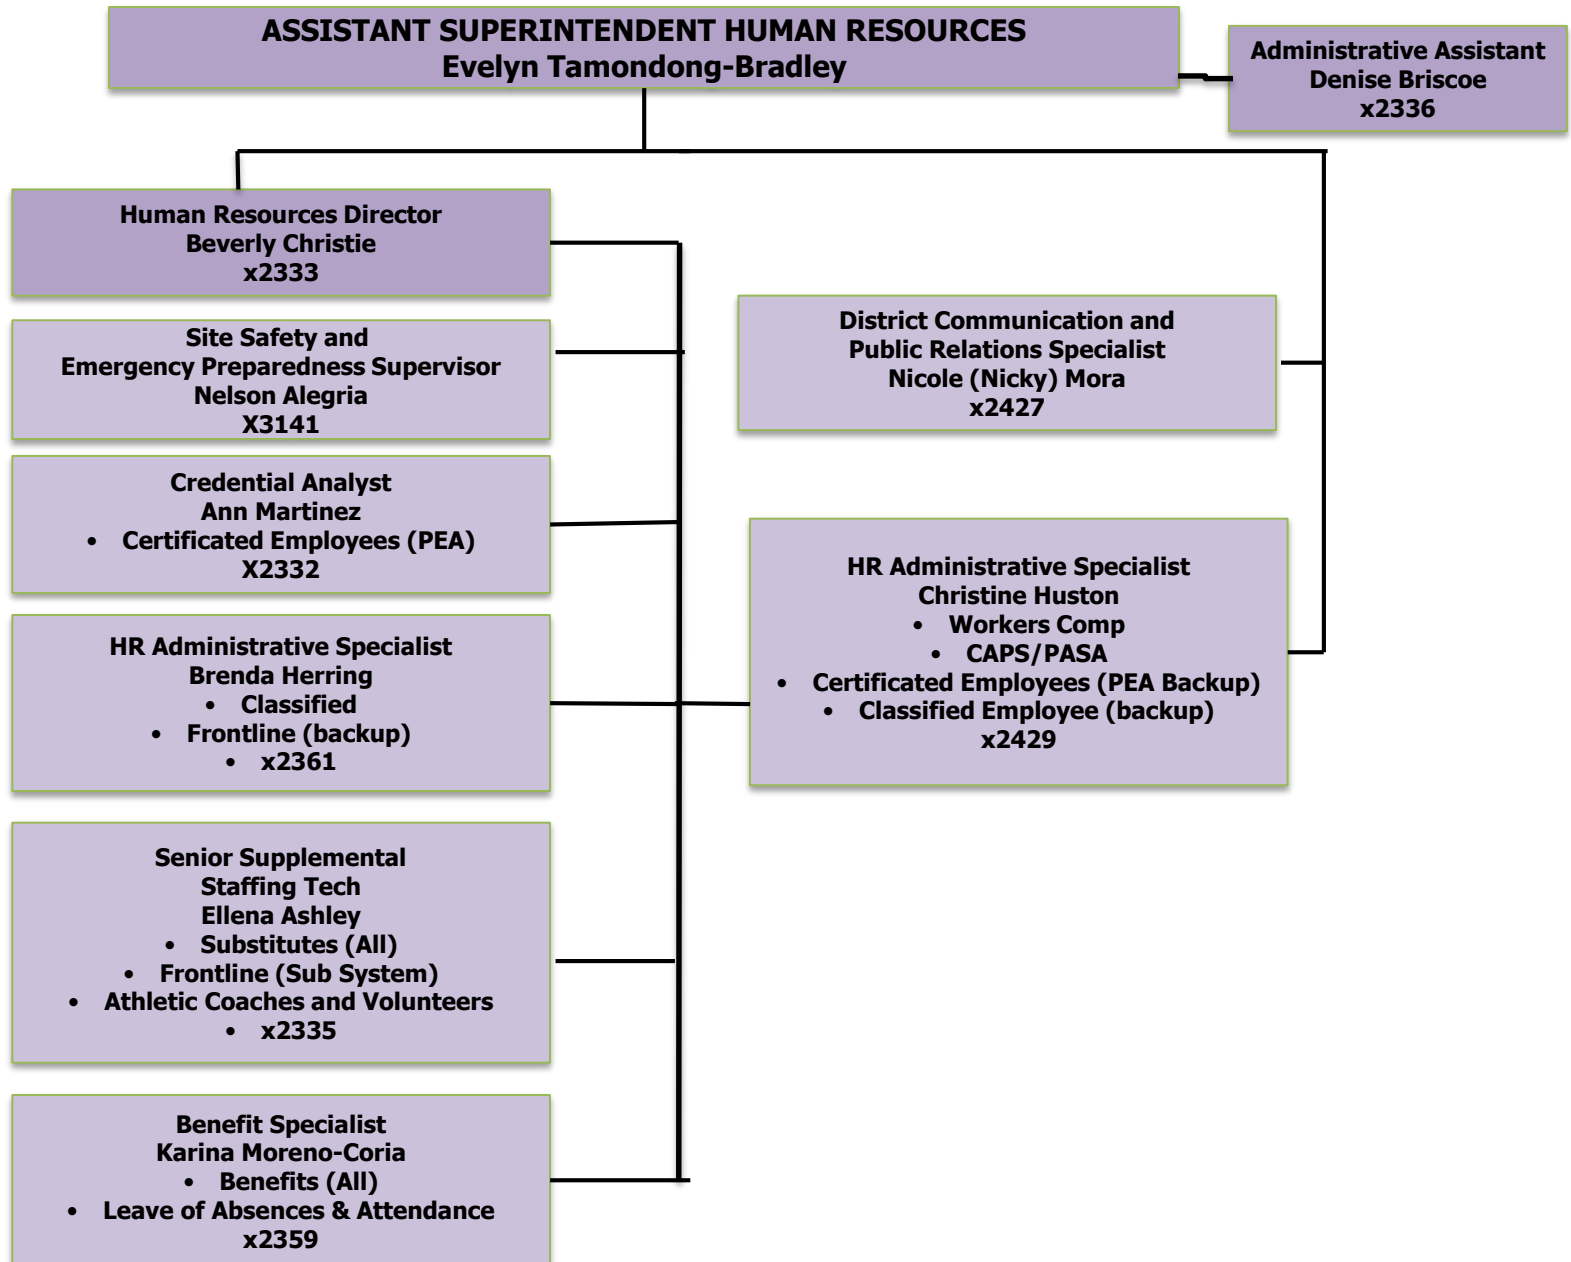 ASSISTANT SUPERINTENDENT HUMAN RESOURCES
Evelyn Tamondong-Bradley
Administrative Assistant
Denise Briscoe
x2336
Human Resources Director
Beverly Christie
x2333
Site Safety and
Emergency Preparedness Supervisor
Nelson Alegria
X3141
Credential Analyst
Ann Martinez
• Certificated Employees (PEA)
X2332
HR Administrative Specialist
Brenda Herring
• Classified
• Frontline (backup)
• x2361
Senior Supplemental
Staffing Tech
Ellena Ashley
• Substitutes (All)
• Frontline (Sub System)
• Athletic Coaches and Volunteers
• x2335
Benefit Specialist
Karina Moreno-Coria
• Benefits (All)
• Leave of Absences & Attendance
x2359
District Communication and
Public Relations Specialist
Nicole (Nicky) Mora
x2427
HR Administrative Specialist
Christine Huston
• Workers Comp
• CAPS/PASA
• Certificated Employees (PEA Backup)
• Classified Employee (backup)
x2429